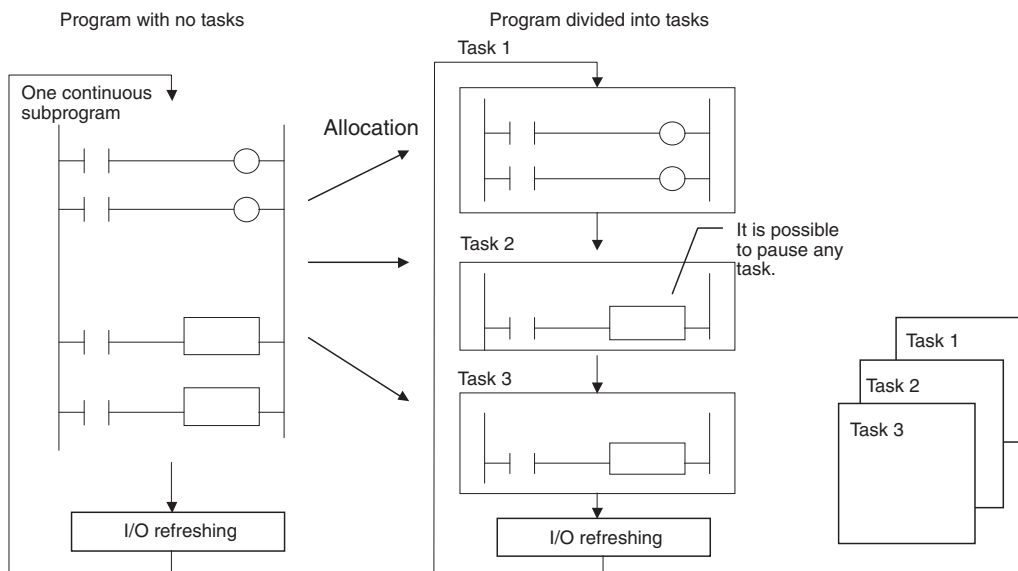 Program with no tasks
One continuous
subprogram
I/O refreshing
Allocation
Program divided into tasks
Task 1
Task 2
It is possible
to pause any
task.
Task 3
I/O refreshing
Task 1
Task 2
Task 3